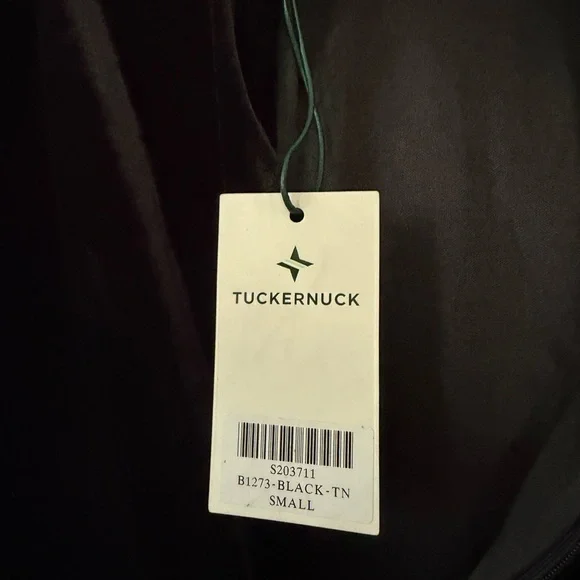 TUCKERNUCK
S203711
B1273-BLACK-TN
SMALL